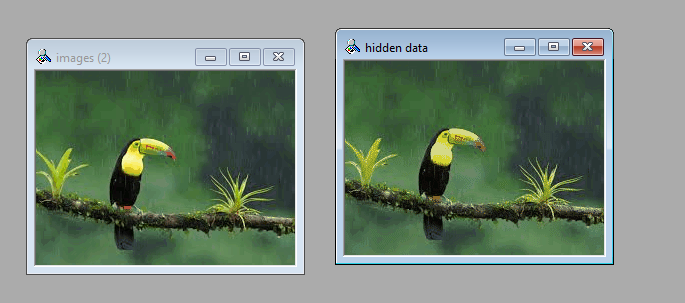 images (2)
hidden data